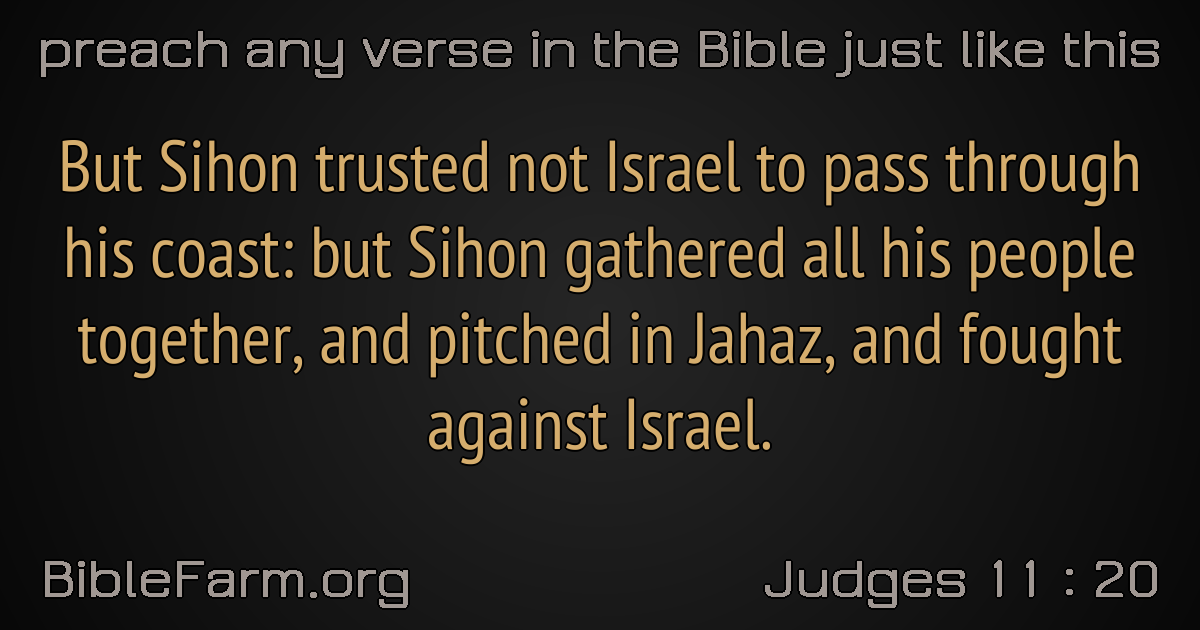 preach any verse in the Bible just like this
But Sihon trusted not Israel to pass through
his coast: but Sihon gathered all his people
together, and pitched in Jahaz, and fought
against Israel.
BibleFarm.org
Judges 11 : 20